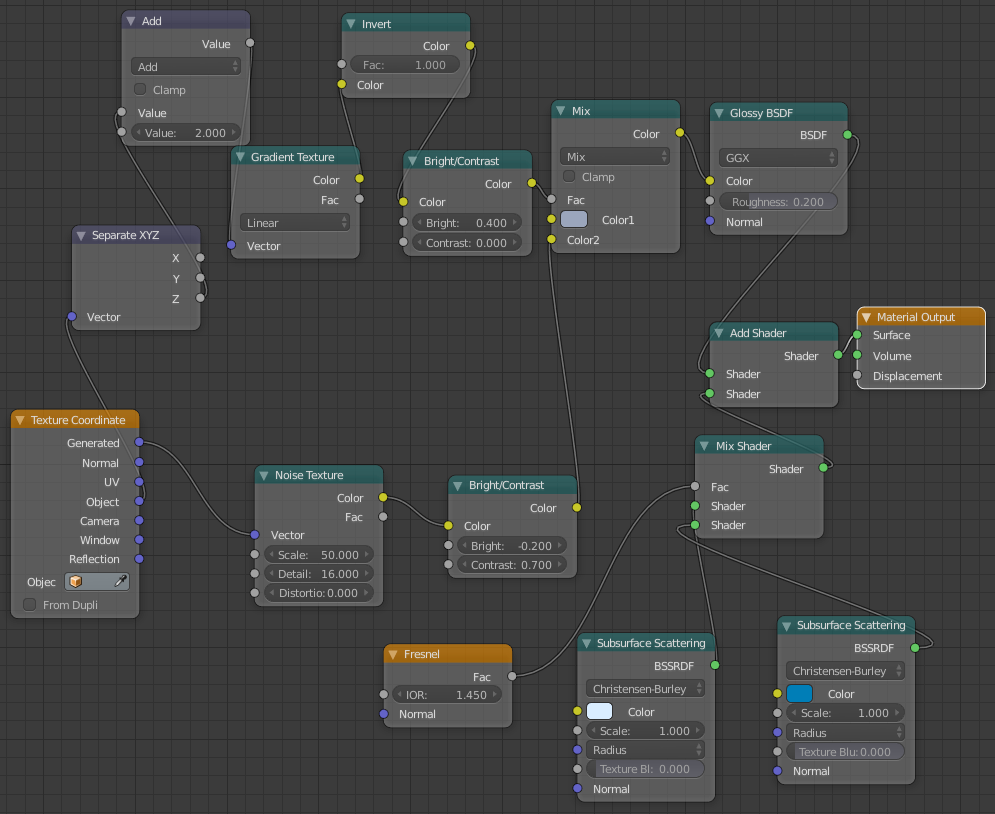 Add
Value
Add
Clamp
Value
Value: 2.000
Invert
Color
Fac: 1.000
Color
Gradient Texture
Color
Fac
Linear
Vector
Bright/Contrast
Color
Color
Bright: 0.400
Contrast: 0.000
Mix
Color
Mix
Clamp
Fac
Color1
Color2
Glossy BSDF
BSDF
GGX
Color
Roughness: 0.200
Normal
Separate XYZ
X
Y
Z
Vector
Add Shader
Shader
Shader
Shader
Material Output
Surface
Volume
Displacement
Texture Coordinate
Generated
Normal
UV
Object
Camera
Window
Reflection
Objec
From Dupli
Noise Texture
Color
Fac
Vector
Scale: 50.000
Detail: 16.000
Distortio: 0.000
Bright/Contrast
Color
Color
Bright: -0.200
Contrast: 0.700
Mix Shader
Shader
Fac
Shader
Shader
Fresnel
Fac
IOR: 1.450
Normal
Subsurface Scattering
BSSRDF
Christensen-Burley
Color
Scale: 1.000
Radius
Texture Bl: 0.000
Normal
Subsurface Scattering
BSSRDF
Christensen-Burley
Color
Scale: 1.000
Radius
Texture Blu: 0.000
Normal